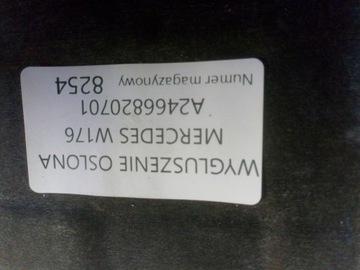 WYGLUSZENIE OSLONA
MERCEDES W176
A2466820701
Numer magazynowy 8254